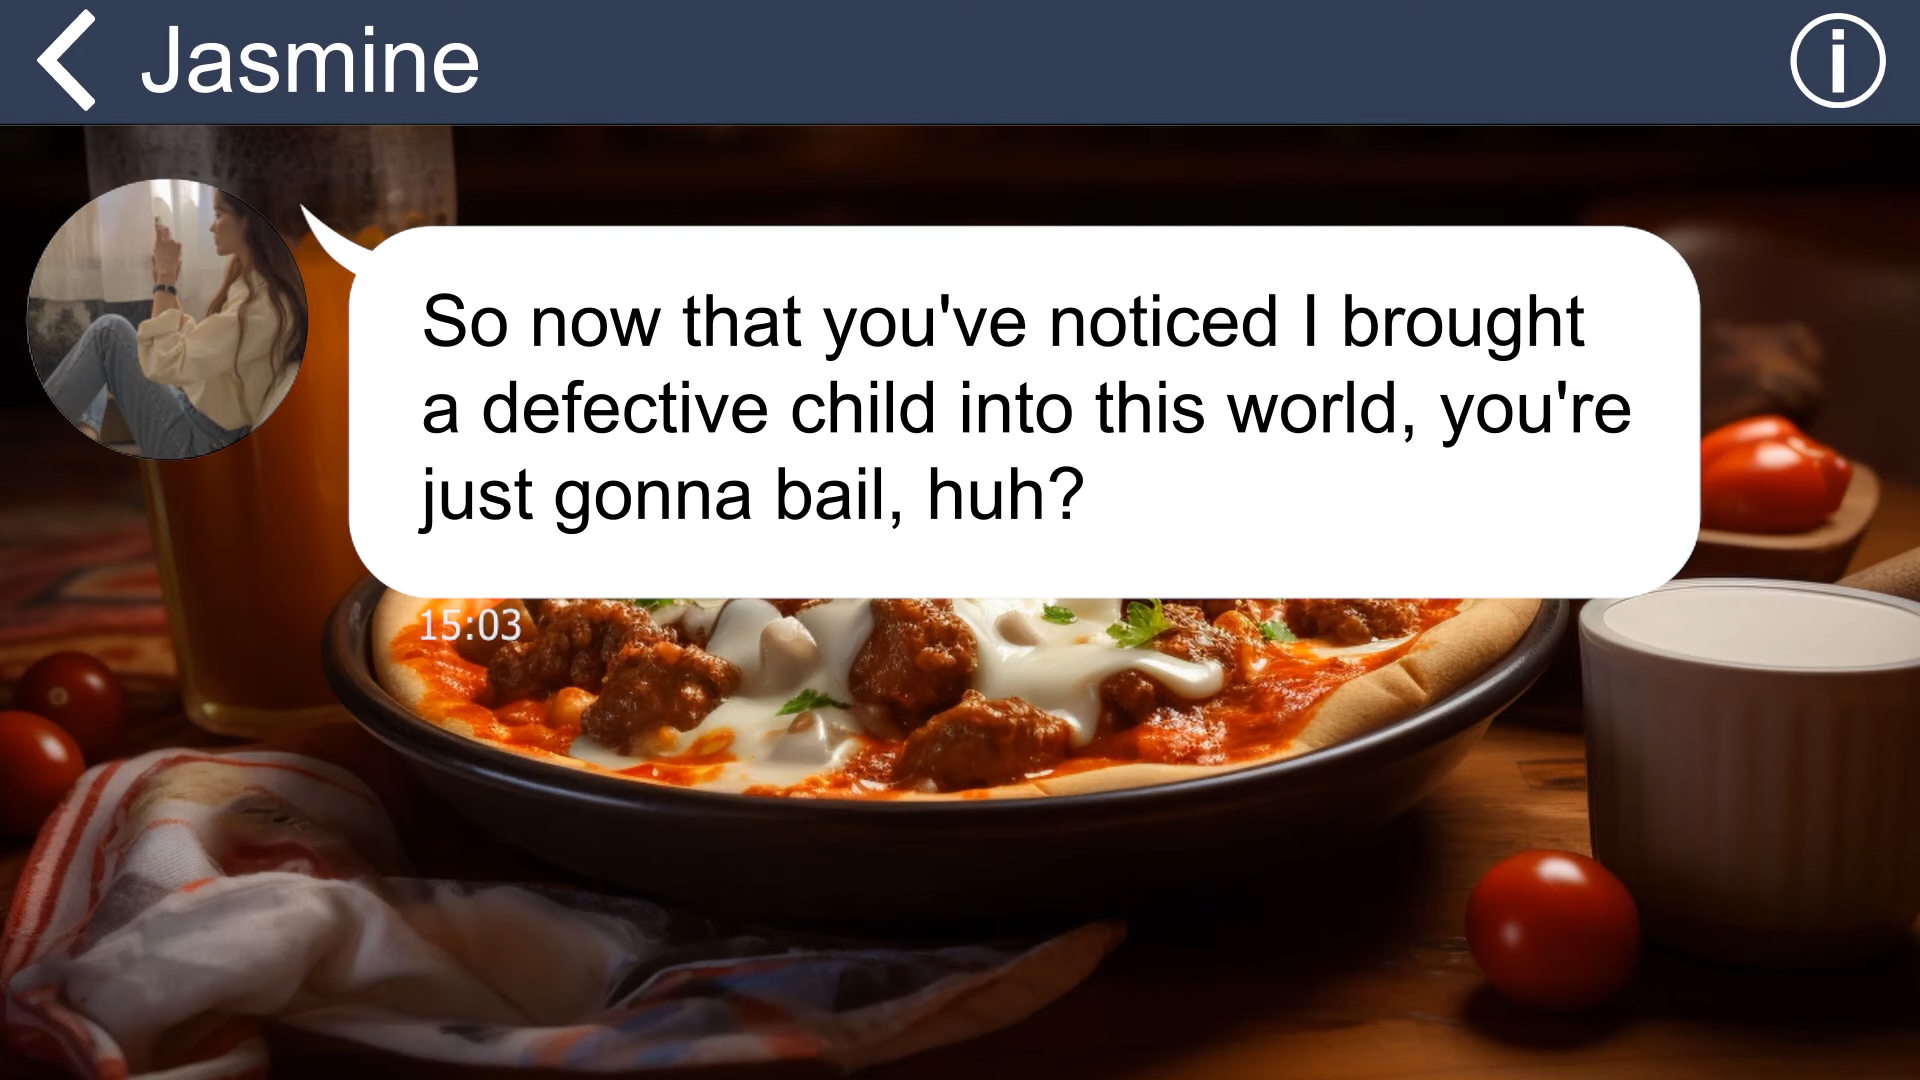 Jasmine
So now that you've noticed I brought
a defective child into this world, you're
just gonna bail, huh?
15:03